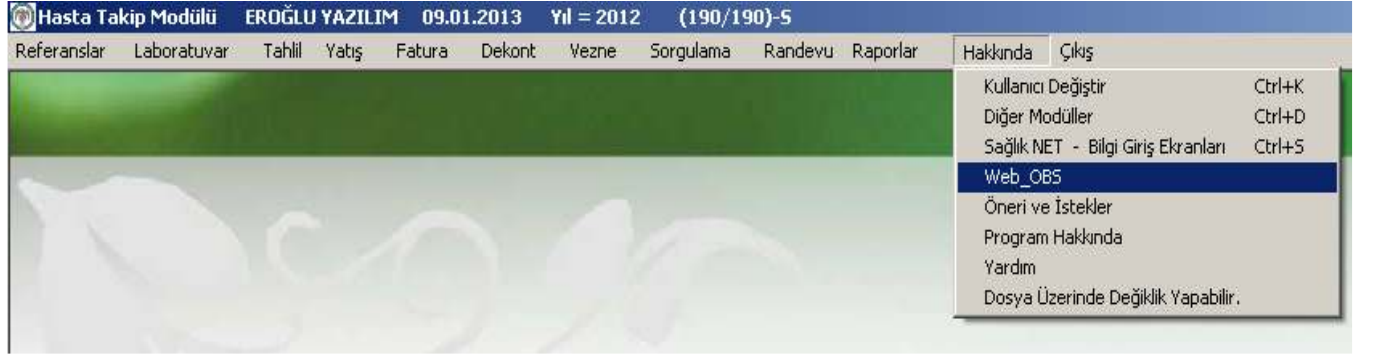 Hasta Takip Modülü EROĞLU YAZILIM 09.01.2013 Yıl = 2012 (190/190)-S
Referanslar Laboratuvar Tahlil Yatış Fatura Dekont Vezne Sorgulama Randevu Raporlar Hakkında Çıkış
Kullanıcı Değiştir Ctrl+K
Diğer Modüller Ctrl+D
Sağlık NET - Bilgi Giriş Ekranları Ctrl+S
Web_OBS
Öneri ve İstekler
Program Hakkında
Yardım
Dosya Üzerinde Değiklik Yapabilir.